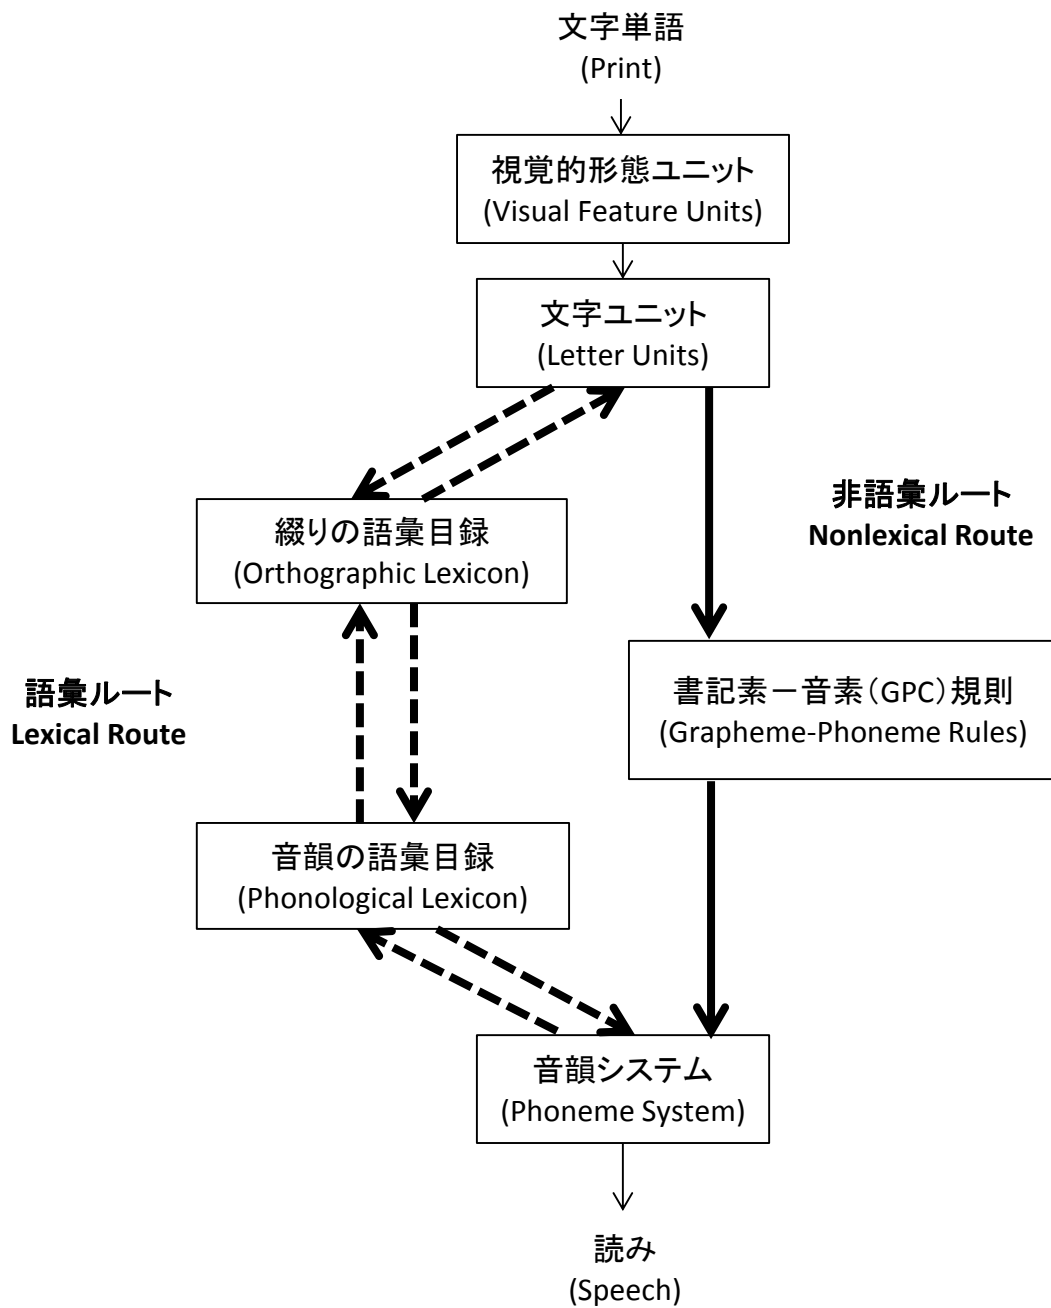 文字単語
(Print)
視覚的形態ユニット
(Visual Feature Units)
文字ユニット
(Letter Units)
綴りの語彙目録
(Orthographic Lexicon)
非語彙ルート
Nonlexical Route
語彙ルート
Lexical Route
書記素－音素（GPC）規則
(Grapheme-Phoneme Rules)
音韻の語彙目録
(Phonological Lexicon)
音韻システム
(Phoneme System)
読み
(Speech)